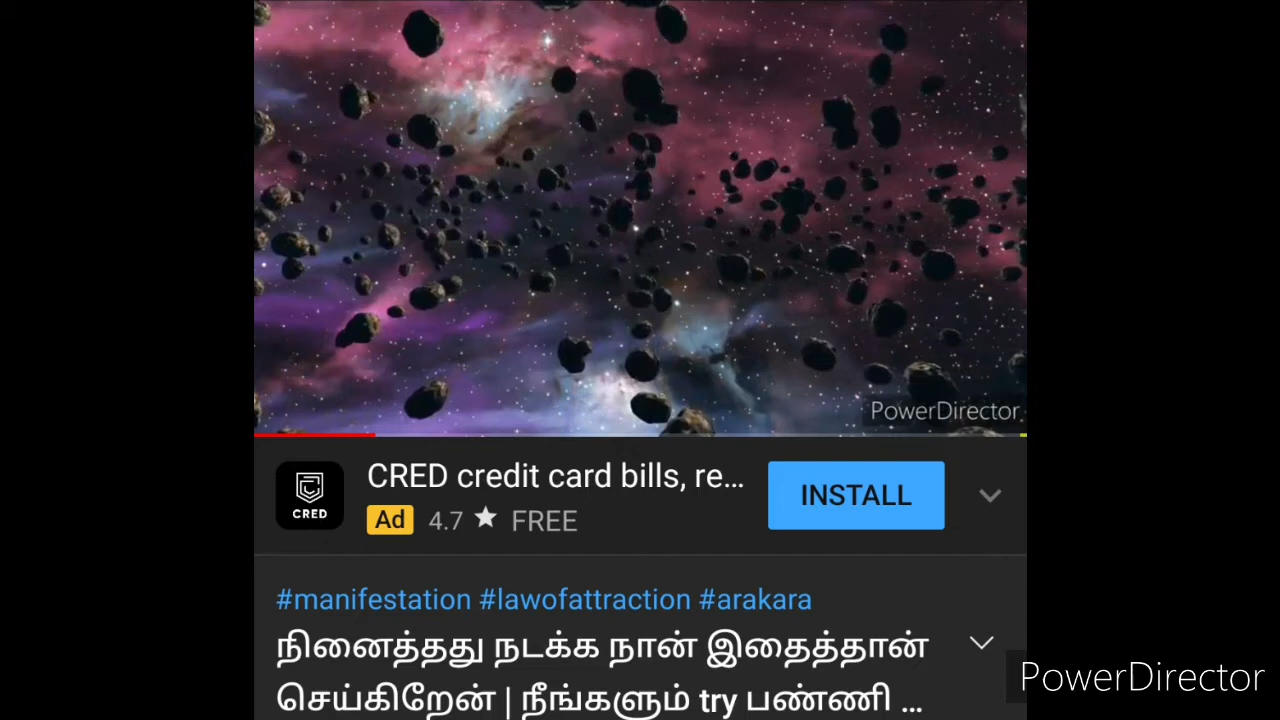 PowerDirector
CRED credit card bills, re...
INSTALL
CRED
Ad 4.7 ★ FREE
#manifestation #lawofattraction #arakara
நினைத்தது நடக்க நான் இதைத்தான்
செய்கிறேன் | நீங்களும் try பண்ணி ...
PowerDirector